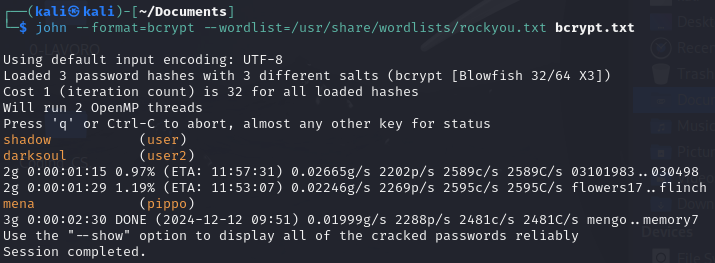 ┌──(kali㉿kali)-[~/Documents]
└─$ john --format=bcrypt --wordlist=/usr/share/wordlists/rockyou.txt bcrypt.txt
Using default input encoding: UTF-8
Loaded 3 password hashes with 3 different salts (bcrypt [Blowfish 32/64 X3])
Cost 1 (iteration count) is 32 for all loaded hashes
Will run 2 OpenMP threads
Press 'q' or Ctrl-C to abort, almost any other key for status
shadow           (user)
darksoul         (user2)
2g 0:00:01:15 0.97% (ETA: 11:57:31) 0.02665g/s 2202p/s 2589c/s 2589C/s 03101983..030498
2g 0:00:01:29 1.19% (ETA: 11:53:07) 0.02246g/s 2269p/s 2595c/s 2595C/s flowers17..flinch
mena             (pippo)
3g 0:00:02:30 DONE (2024-12-12 09:51) 0.01999g/s 2288p/s 2481c/s 2481C/s mengo..memory7
Use the "--show" option to display all of the cracked passwords reliably
Session completed.